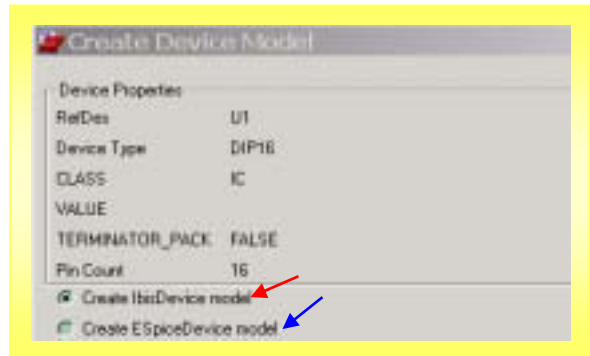 Create Device Model
Device Properties
RefDes U1
Device Type DIP16
CLASS IC
VALUE
TERMINATOR_PACK FALSE
Pin Count 16
Create IbisDevice model
Create ESpiceDevice model